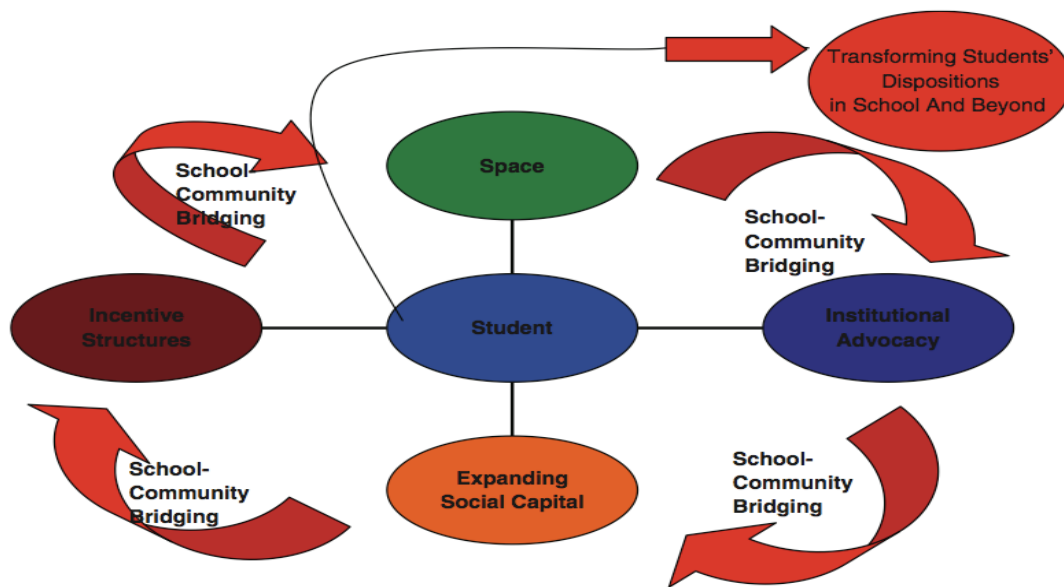 Transforming Students'
Dispositions
in School And Beyond
School-
Community
Bridging
Space
School-
Community
Bridging
Incentive
Structures
Student
Institutional
Advocacy
School-
Community
Bridging
Expanding
Social Capital
School-
Community
Bridging